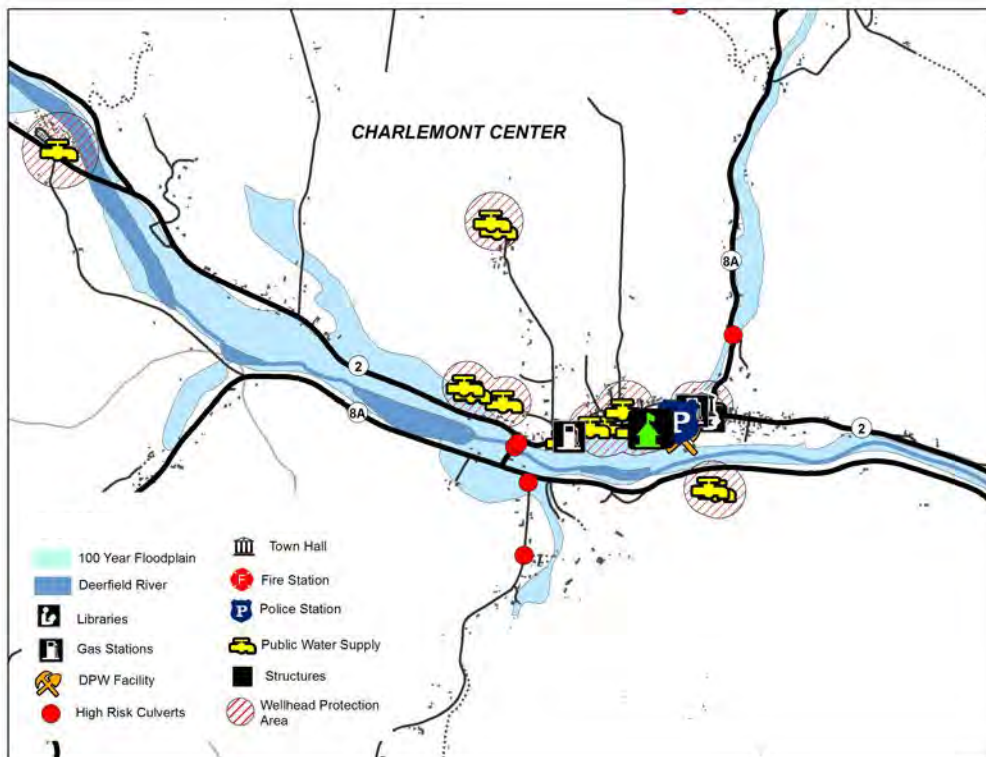 CHARLEMONT CENTER
8A
2
8A
P
2
100 Year Floodplain
Deerfield River
Libraries
Gas Stations
DPW Facility
High Risk Culverts
Town Hall
F
Fire Station
P
Police Station
Public Water Supply
Structures
Wellhead Protection
Area